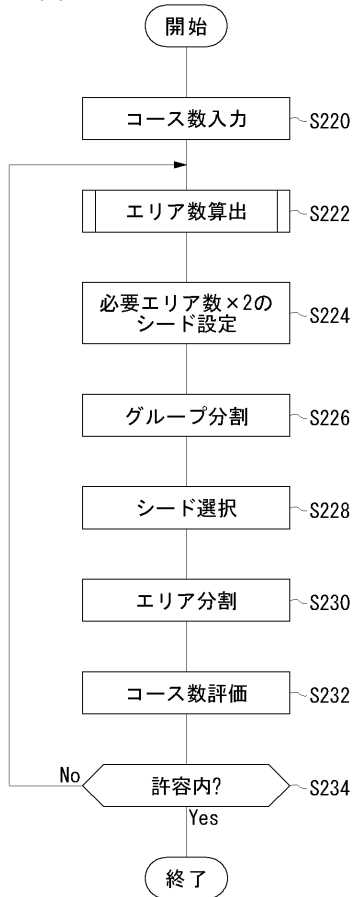 開始
コース数入力
S220
エリア数算出
S222
必要エリア数×2の
シード設定
S224
グループ分割
S226
シード選択
S228
エリア分割
S230
コース数評価
S232
No
許容内?
S234
Yes
終了